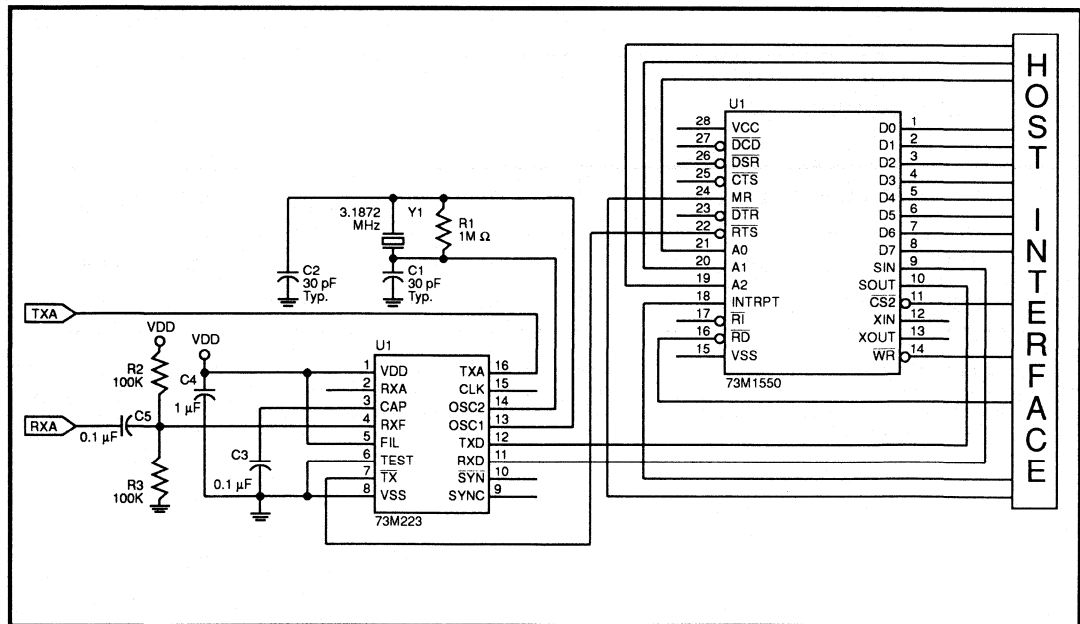 HOST INTERFACE
U1
28 VCC D0 1
27 DCD D1 2
26 DSR D2 3
25 CTS D3 4
24 MR D4 5
23 DTR D5 6
22 RTS D6 7
21 A0 D7 8
20 A1 SIN 9
19 A2 SOUT 10
18 INTRPT CS2 11
17 RI XIN 12
16 RD XOUT 13
15 VSS WR 14
73M1550
3.1872
MHz
Y1
R1
1M Ω
C2
30 pF
Typ.
C1
30 pF
Typ.
TXA
VDD
VDD
R2
100K
C4
1 µF
RXA
C5
0.1 µF
R3
100K
C3
0.1 µF
U1
1 VDD TXA 16
2 RXA CLK 15
3 CAP OSC2 14
4 RXF OSC1 13
5 FIL TXD 12
6 TEST RXD 11
7 TX SYN 10
8 VSS SYNC 9
73M223